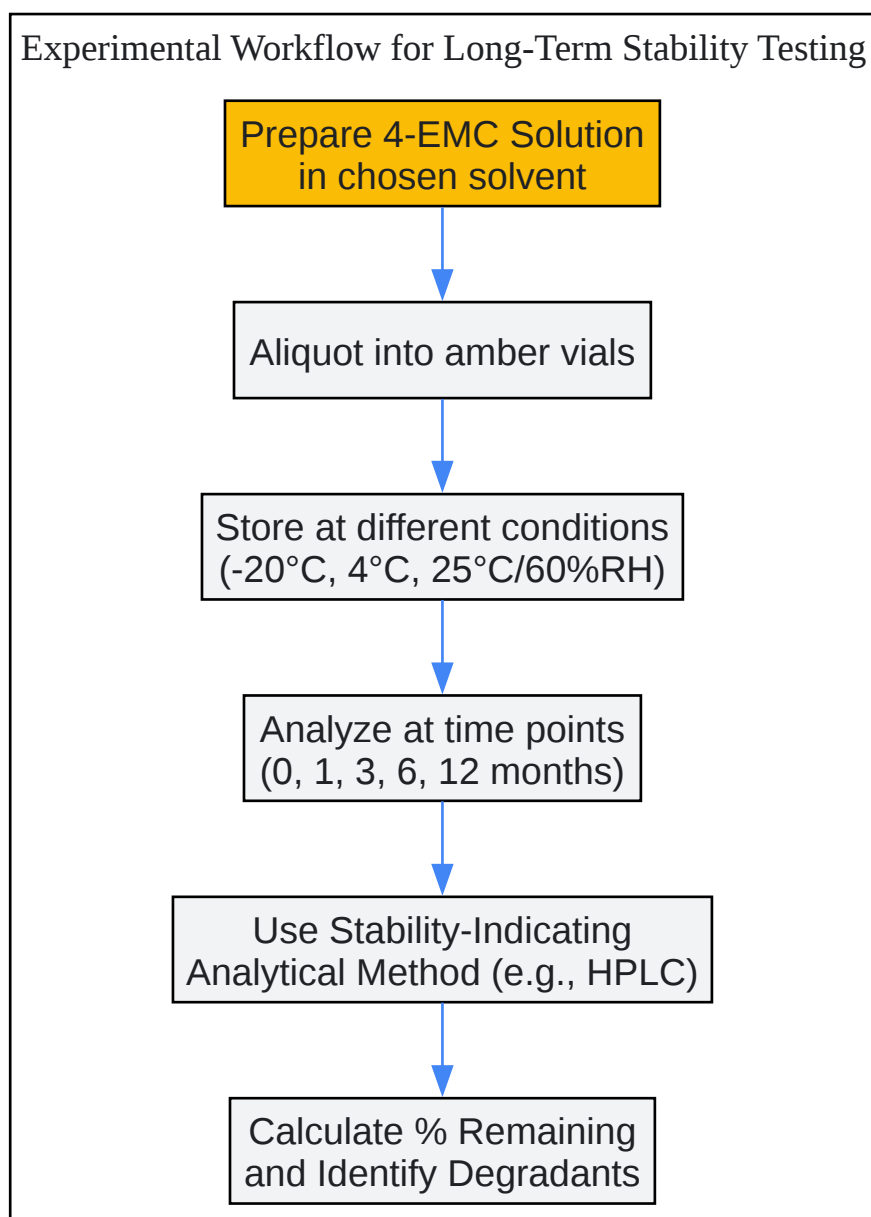 Experimental Workflow for Long-Term Stability Testing
Prepare 4-EMC Solution
in chosen solvent
Aliquot into amber vials
Store at different conditions
(-20°C, 4°C, 25°C/60%RH)
Analyze at time points
(0, 1, 3, 6, 12 months)
Use Stability-Indicating
Analytical Method (e.g., HPLC)
Calculate % Remaining
and Identify Degradants